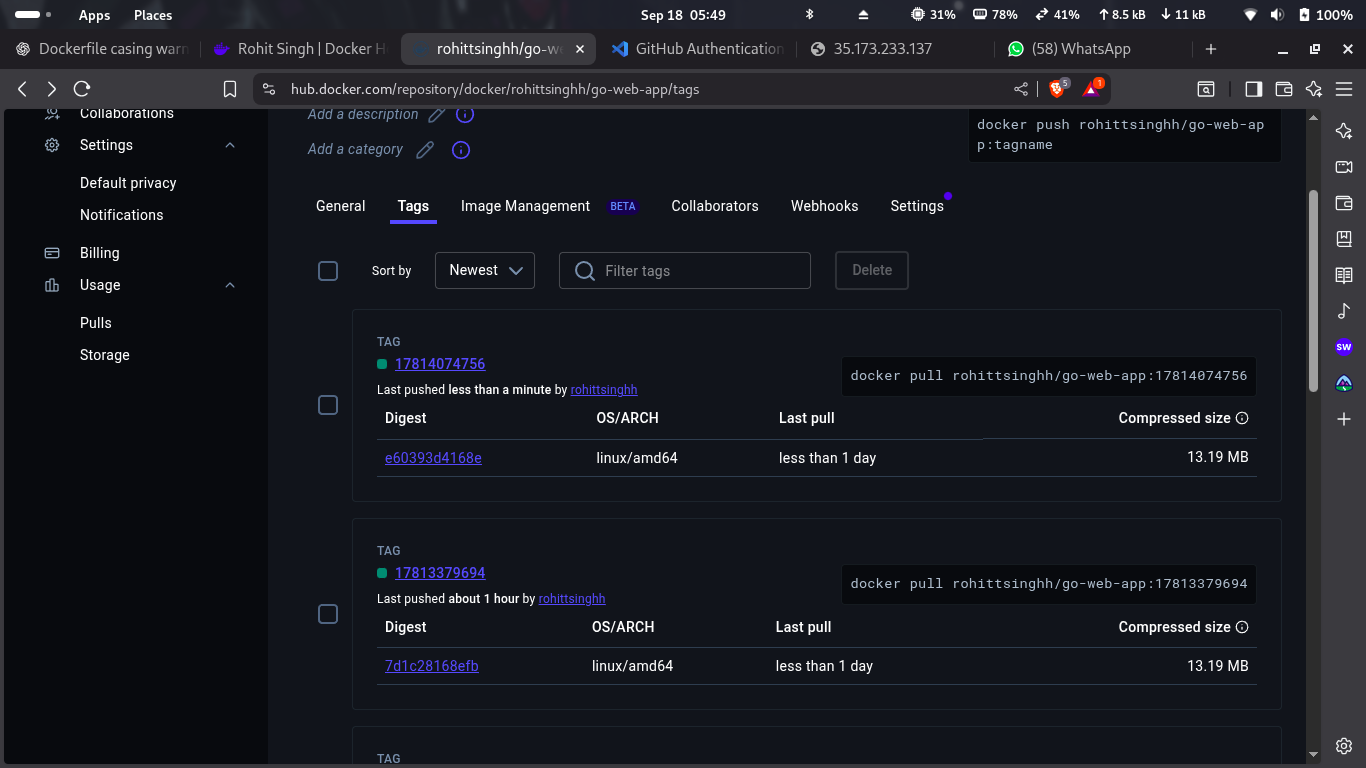 Apps Places Sep 18 05:49 31% 78% 41% 8.5 kB 11 kB 100%
Dockerfile casing warn Rohit Singh | Docker H rohittsinghh/go-w GitHub Authentication 35.173.233.137 (58) WhatsApp
hub.docker.com/repository/docker/rohittsinghh/go-web-app/tags 5 1
Collaborations
Settings
Default privacy
Notifications
Billing
Usage
Pulls
Storage
Add a description
Add a category
docker push rohittsinghh/go-web-ap
p:tagname
General Tags Image Management BETA Collaborators Webhooks Settings
Sort by Newest Filter tags Delete
TAG
17814074756
docker pull rohittsinghh/go-web-app:17814074756
Last pushed less than a minute by rohittsinghh
Digest OS/ARCH Last pull Compressed size
e60393d4168e linux/amd64 less than 1 day 13.19 MB
TAG
17813379694
docker pull rohittsinghh/go-web-app:17813379694
Last pushed about 1 hour by rohittsinghh
Digest OS/ARCH Last pull Compressed size
7d1c28168efb linux/amd64 less than 1 day 13.19 MB
TAG
SW